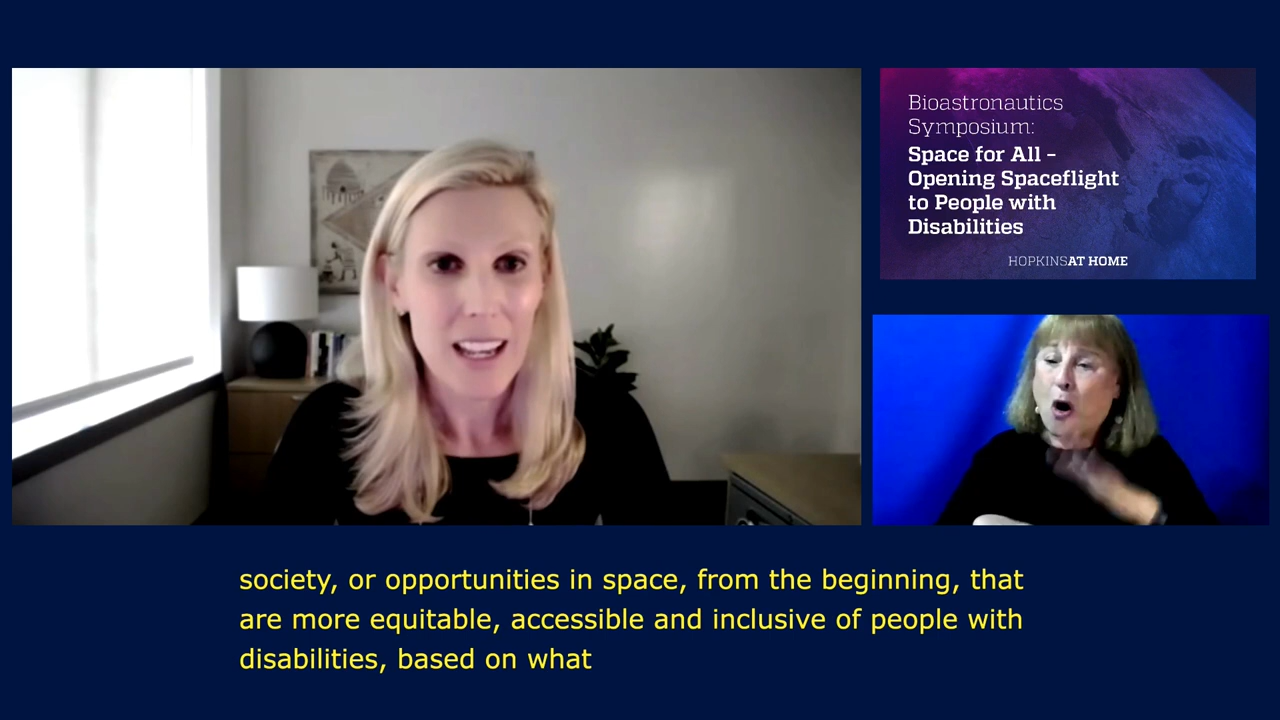 Bioastronautics
Symposium:
Space for All –
Opening Spaceflight
to People with
Disabilities
HOPKINSAT HOME
society, or opportunities in space, from the beginning, that
are more equitable, accessible and inclusive of people with
disabilities, based on what